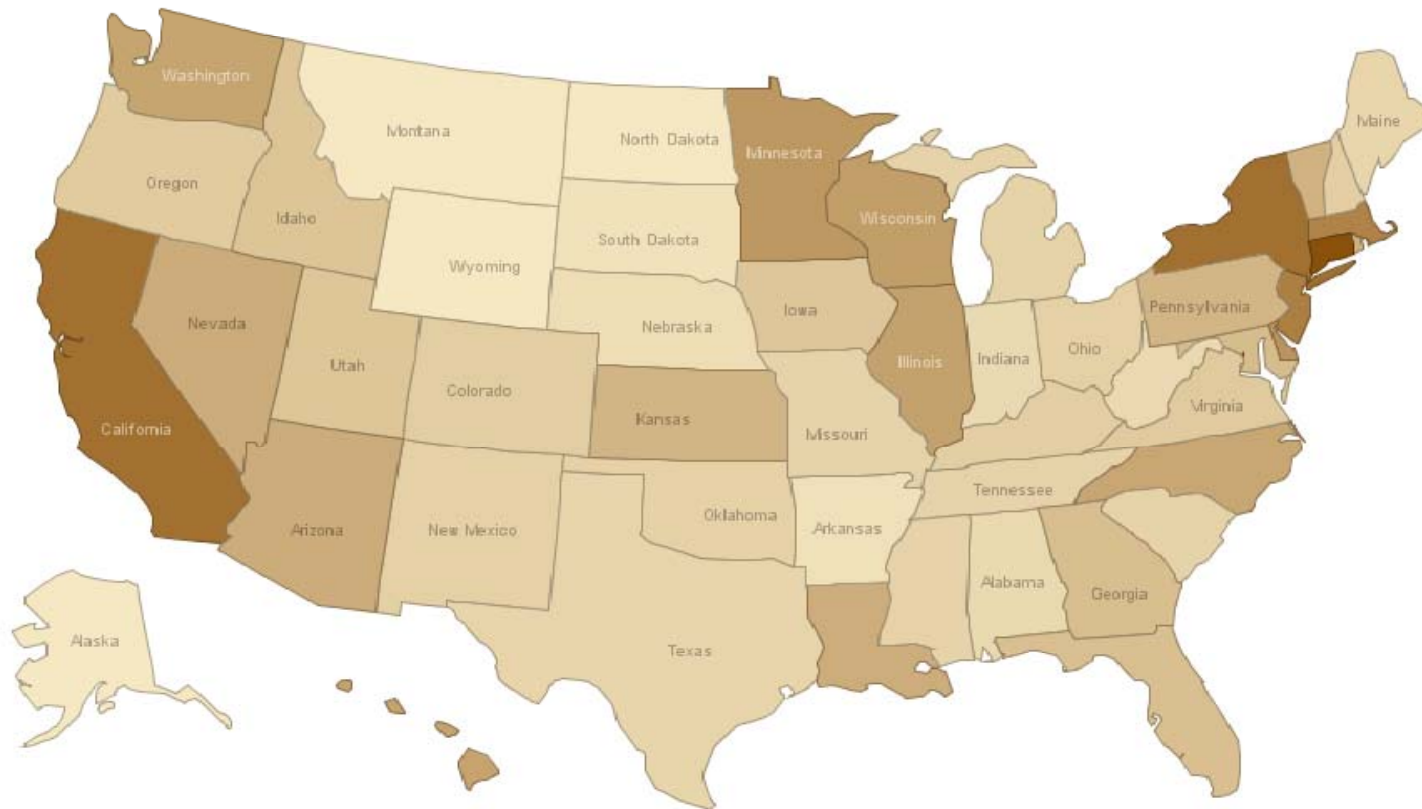 Washington
Montana
North Dakota
Minnesota
Maine
Oregon
Idaho
Wisconsin
South Dakota
Wyoming
Iowa
Nebraska
Nevada
Utah
Colorado
Illinois
Indiana
Ohio
Pennsylvania
California
Kansas
Missouri
Virginia
Arizona
New Mexico
Oklahoma
Arkansas
Tennessee
Alabama
Georgia
Alaska
Texas